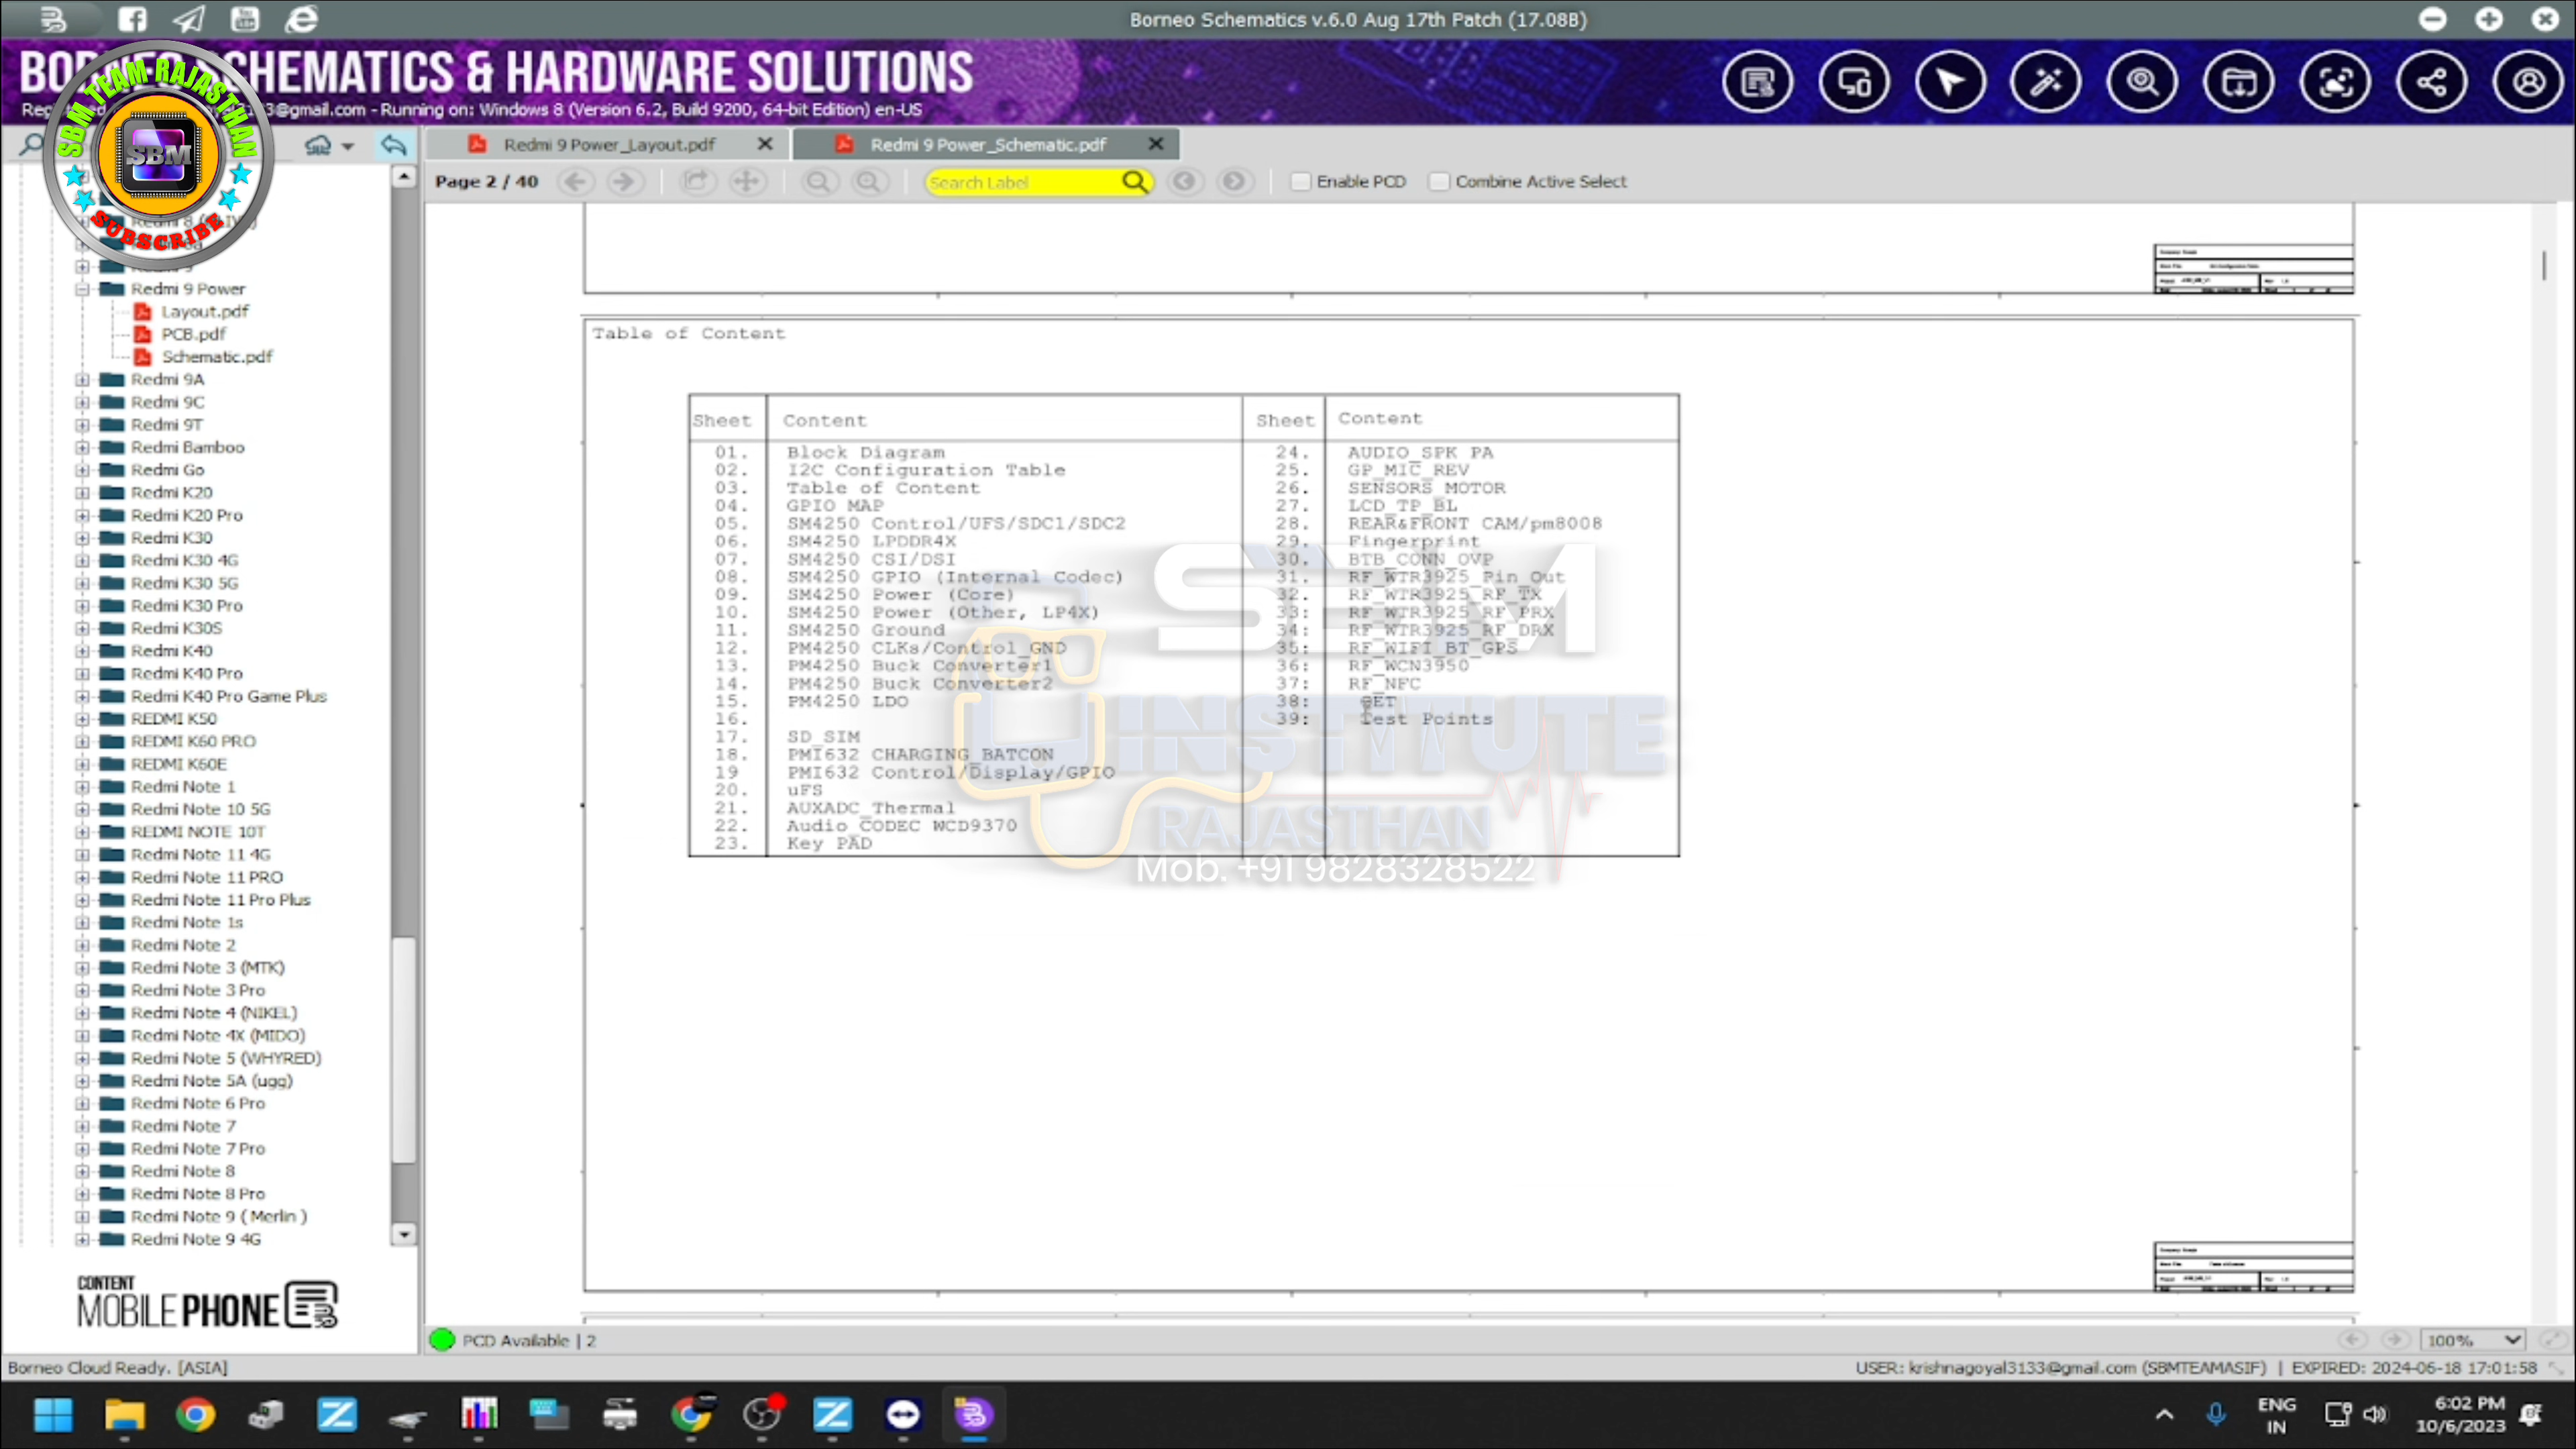 Borneo Schematics v.6.0 Aug 17th Patch (17.08B)
SCHEMATICS & HARDWARE SOLUTIONS
3@gmail.com - Running on: Windows 8 (Version 6.2, Build 9200, 64-bit Edition) en-US
SBM TEAM RAJASTHAN
SBM
SUBSCRIBE
Redmi 9 Power_Layout.pdf
Redmi 9 Power_Schematic.pdf
Page 2 / 40
Search Label
Enable PCD
Combine Active Select
Redmi 9 Power
Layout.pdf
PCB.pdf
Schematic.pdf
Redmi 9A
Redmi 9C
Redmi 9T
Redmi Bamboo
Redmi Go
Redmi K20
Redmi K20 Pro
Redmi K30
Redmi K30 4G
Redmi K30 5G
Redmi K30 Pro
Redmi K30S
Redmi K40
Redmi K40 Pro
Redmi K40 Pro Game Plus
REDMI K50
REDMI K60 PRO
REDMI K60E
Redmi Note 1
Redmi Note 10 5G
REDMI NOTE 10T
Redmi Note 11 4G
Redmi Note 11 PRO
Redmi Note 11 Pro Plus
Redmi Note 1s
Redmi Note 2
Redmi Note 3 (MTK)
Redmi Note 3 Pro
Redmi Note 4 (NIKEL)
Redmi Note 4X (MIDO)
Redmi Note 5 (WHYRED)
Redmi Note 5A (ugg)
Redmi Note 6 Pro
Redmi Note 7
Redmi Note 7 Pro
Redmi Note 8
Redmi Note 8 Pro
Redmi Note 9 ( Merlin )
Redmi Note 9 4G
CONTENT
MOBILE PHONE
Table of Content
Sheet Content
01. Block Diagram
02. I2C Configuration Table
03. Table of Content
04. GPIO MAP
05. SM4250 Control/UFS/SDC1/SDC2
06. SM4250 LPDDR4X
07. SM4250 CSI/DSI
08. SM4250 GPIO (Internal Codec)
09. SM4250 Power (Core)
10. SM4250 Power (Other, LP4X)
11. SM4250 Ground
12. PM4250 CLKs/Control_GND
13. PM4250 Buck Converter1
14. PM4250 Buck Converter2
15. PM4250 LDO
16.
17. SD_SIM
18. PMI632 CHARGING_BATCON
19 PMI632 Control/Display/GPIO
20. uFS
21. AUXADC_Thermal
22. Audio_CODEC WCD9370
23. Key PAD
Sheet Content
24. AUDIO_SPK PA
25. GP_MIC_REV
26. SENSORS_MOTOR
27. LCD_TP_BL
28. REAR&FRONT CAM/pm8008
29. Fingerprint
30. BTB_CONN_OVP
31. RF_WTR3925_Pin_Out
32. RF_WTR3925_RF_TX
33: RF_WTR3925_RF_PRX
34: RF_WTR3925_RF_DRX
35: RF_WIFI_BT_GPS
36: RF_WCN3950
37: RF_NFC
38:
39: Test Points
SBM
INSTITUTE
RAJASTHAN
Mob. +91 9828328522
PCD Available | 2
100%
Borneo Cloud Ready. [ASIA]
USER: krishnagoyal3133@gmail.com (SBMTEAMASIF) | EXPIRED: 2024-06-18 17:01:58
ENG
IN
6:02 PM
10/6/2023